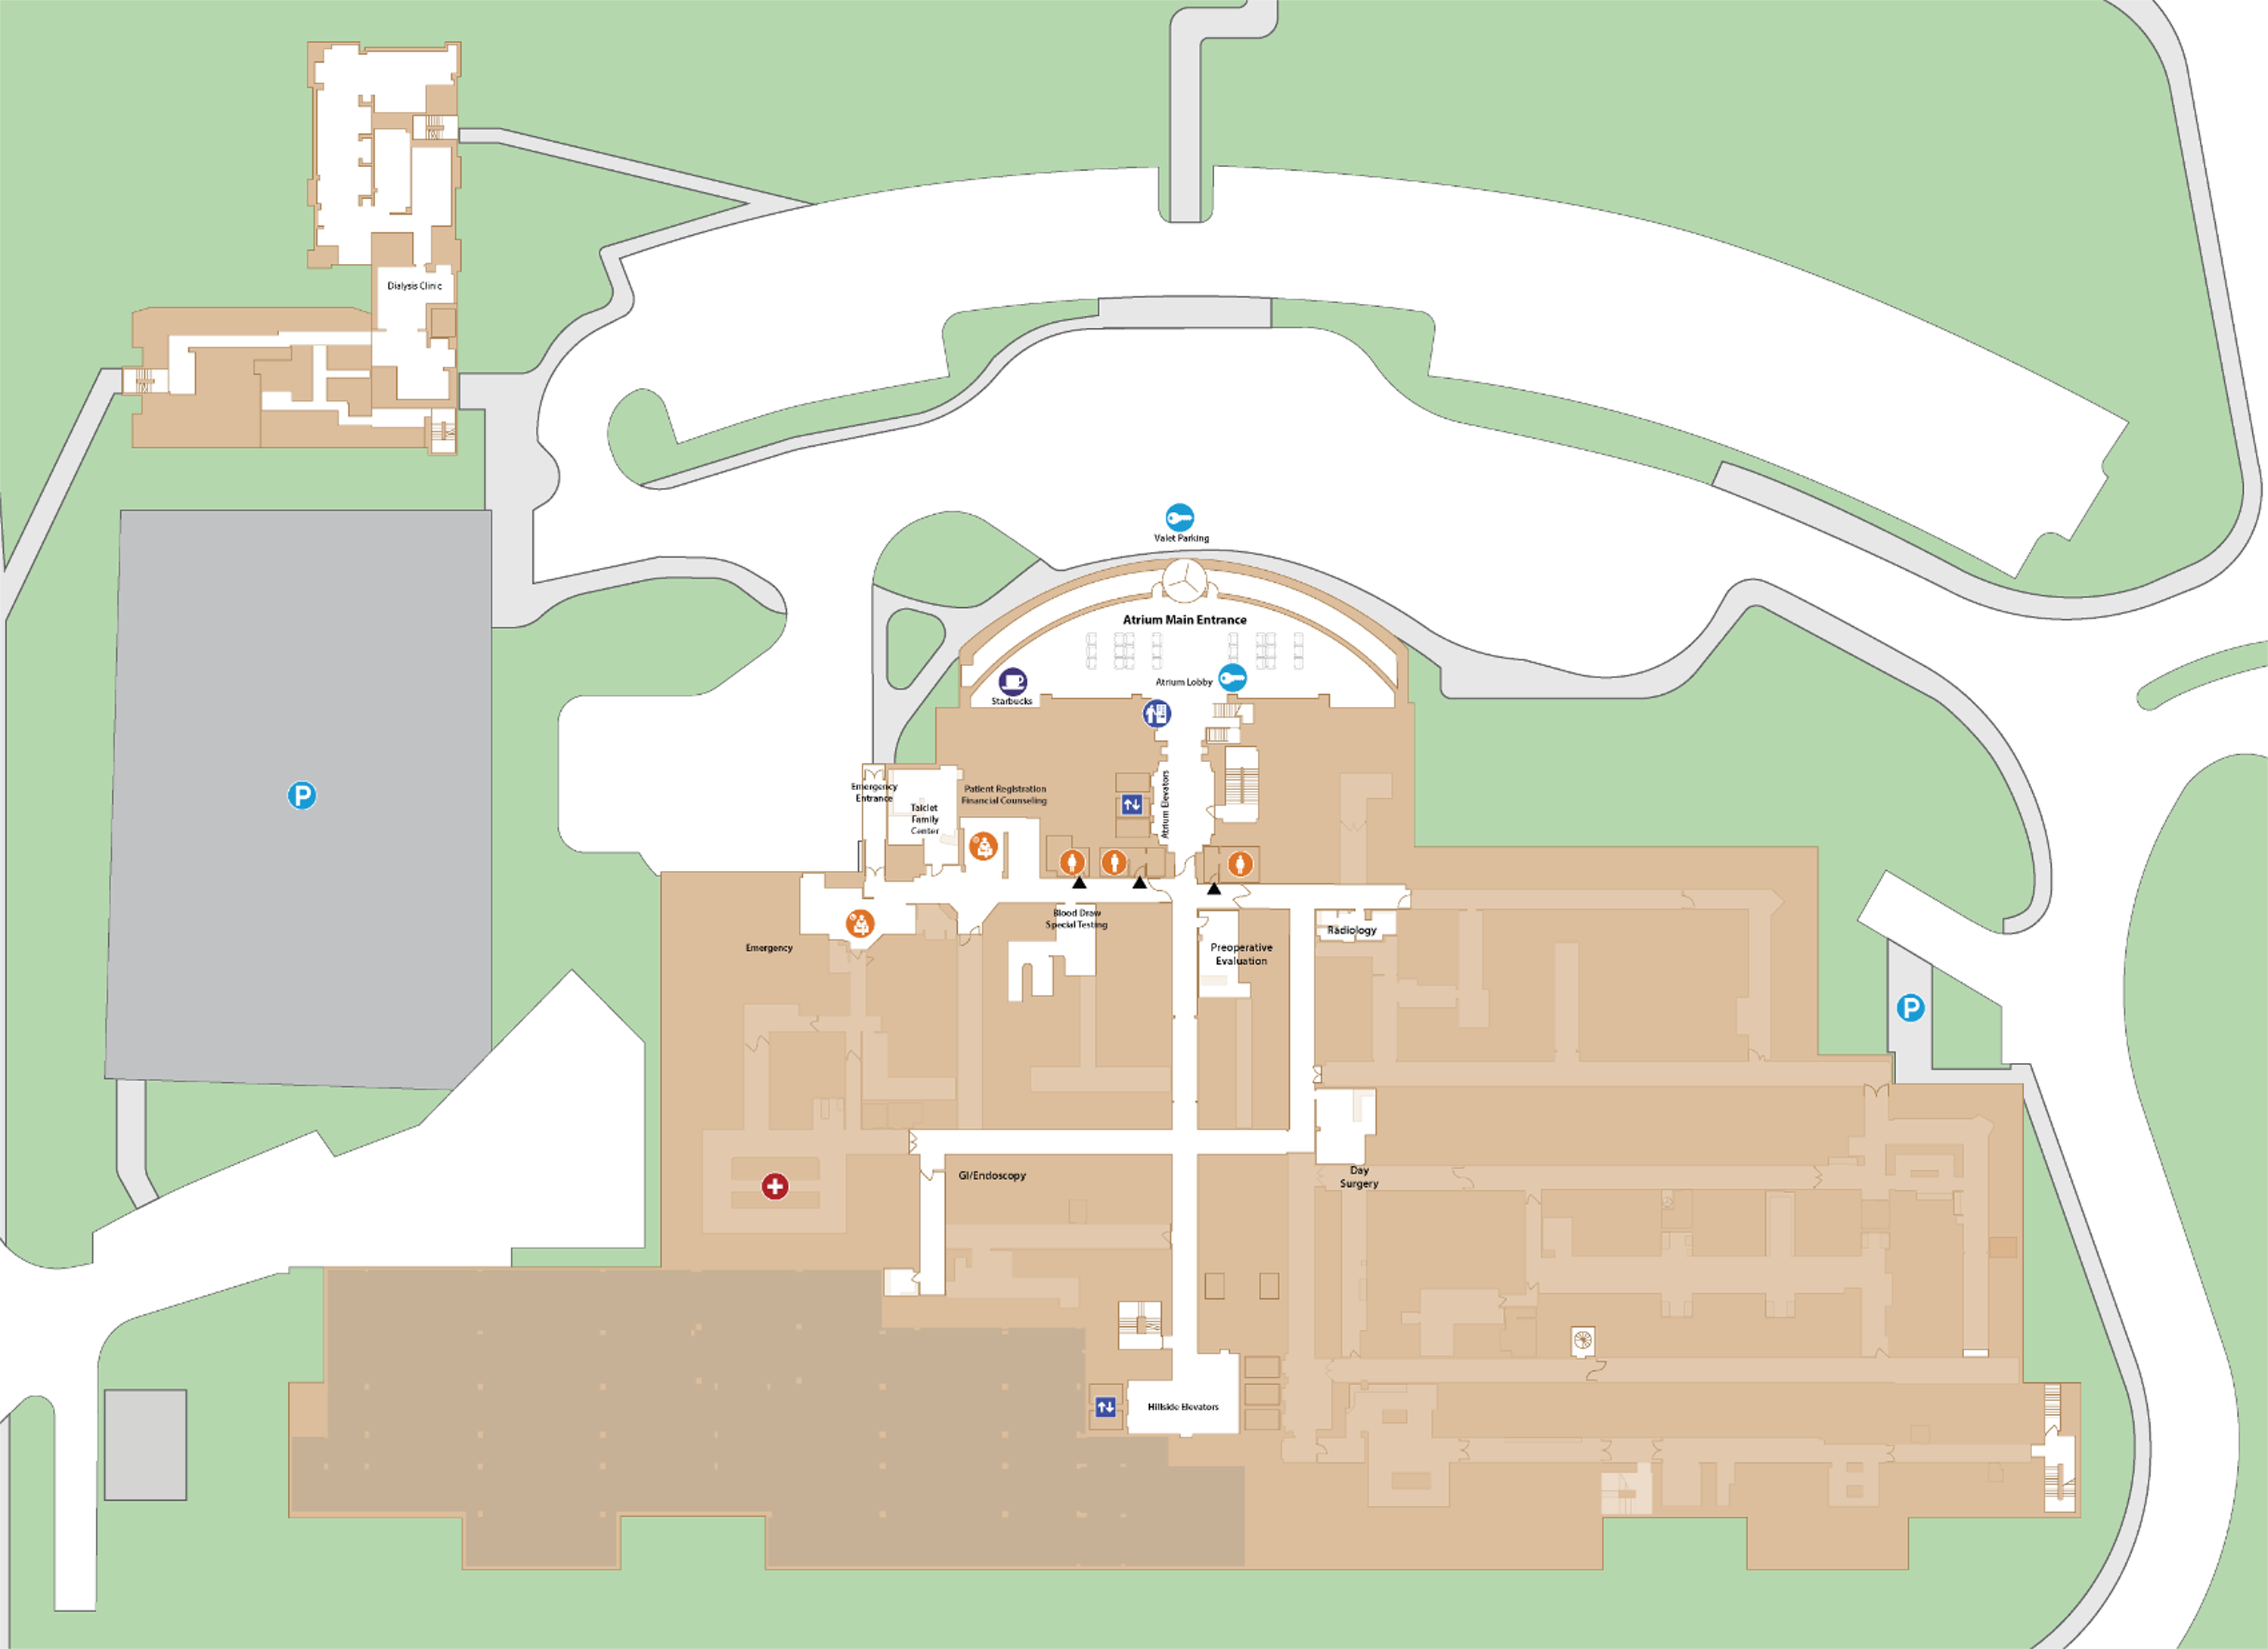 Dialysis Clinic
Valet Parking
Atrium Main Entrance
Atrium Lobby
Starbucks
Emergency
Entrance
Talclet
Family
Center
Patient Registration
Financial Counseling
Atrium Elevators
P
Blood Draw
Special Testing
Emergency
Preoperative
Evaluation
Radiology
P
GI/Endoscopy
Day
Surgery
Hillside Elevators